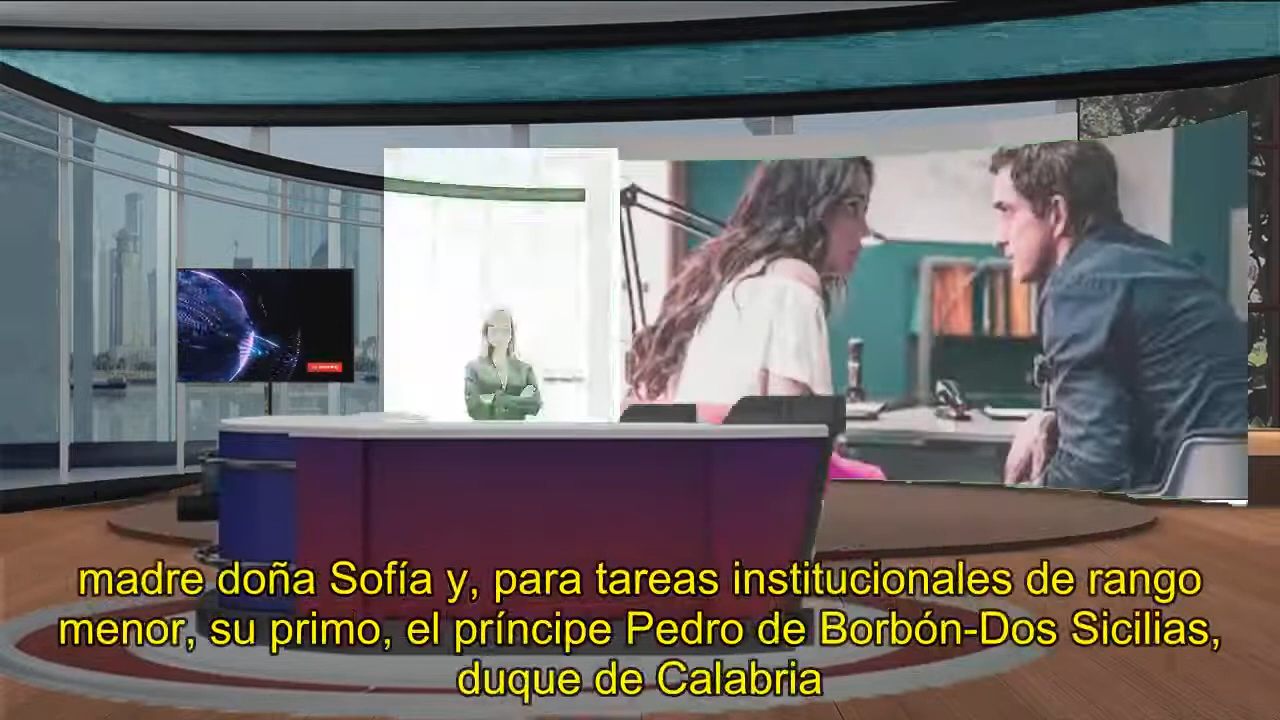 madre doña Sofía y, para tareas institucionales de rango
menor, su primo, el príncipe Pedro de Borbón-Dos Sicilias,
duque de Calabria